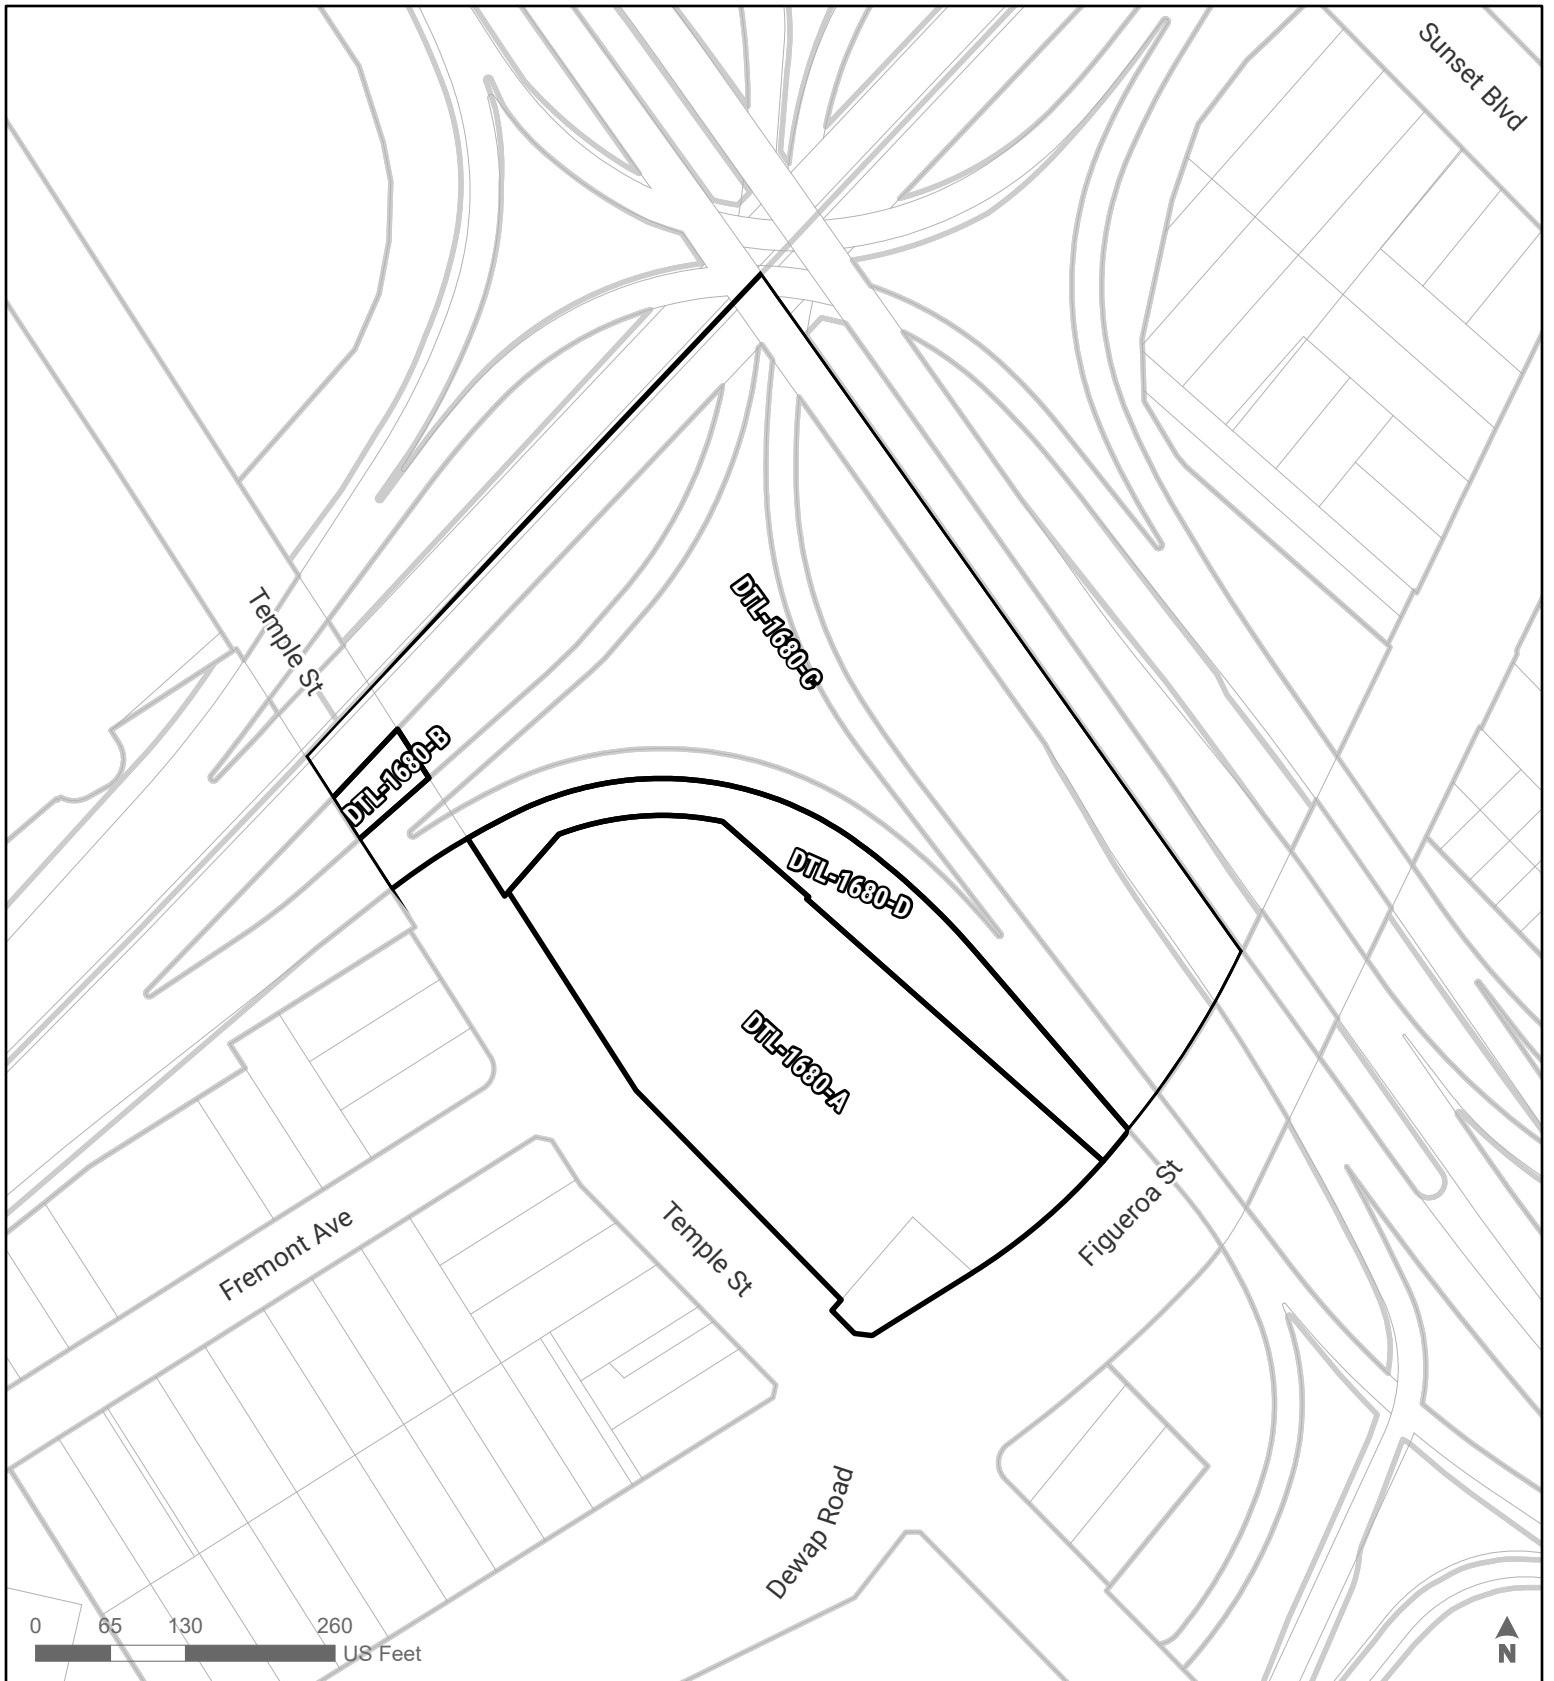 Sunset Blvd
Temple St
DTL-1680-C
DTL-1680-B
DTL-1680-D
DTL-1680-A
Figueroa St
Temple St
Fremont Ave
Dewap Road
0 65 130 260
US Feet
N